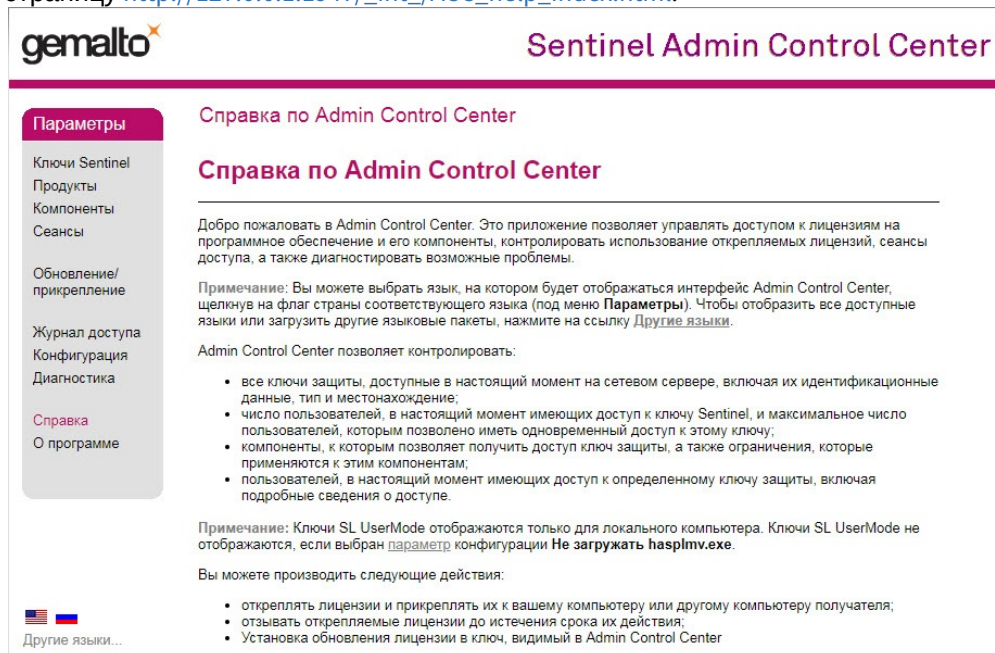 страницу
gemalto
Sentinel Admin Control Center
Параметры
Ключи Sentinel
Продукты
Компоненты
Сеансы
Обновление/
прикрепление
Журнал доступа
Конфигурация
Диагностика
Справка
О программе
Другие языки...
Справка по Admin Control Center
Справка по Admin Control Center
Добро пожаловать в Admin Control Center. Это приложение позволяет управлять доступом к лицензиям на
программное обеспечение и его компоненты, контролировать использование открепляемых лицензий, сеансы
доступа, а также диагностировать возможные проблемы.
Примечание: Вы можете выбрать язык, на котором будет отображаться интерфейс Admin Control Center,
щелкнув на флаг страны соответствующего языка (под меню Параметры). Чтобы отобразить все доступные
языки или загрузить другие языковые пакеты, нажмите на ссылку Другие языки.
Admin Control Center позволяет контролировать:
• все ключи защиты, доступные в настоящий момент на сетевом сервере, включая их идентификационные
данные, тип и местонахождение;
• число пользователей, в настоящий момент имеющих доступ к ключу Sentinel, и максимальное число
пользователей, которым позволено иметь одновременный доступ к этому ключу;
• компоненты, к которым позволяет получить доступ ключ защиты, а также ограничения, которые
применяются к этим компонентам;
• пользователей, в настоящий момент имеющих доступ к определенному ключу защиты, включая
подробные сведения о доступе.
Примечание: Ключи SL UserMode отображаются только для локального компьютера. Ключи SL UserMode не
отображаются, если выбран параметр конфигурации Не загружать hasplmv.exe.
Вы можете производить следующие действия:
• откреплять лицензии и прикреплять их к вашему компьютеру или другому компьютеру получателя;
• отзывать открепляемые лицензии до истечения срока их действия;
• Установка обновления лицензии в ключ, видимый в Admin Control Center